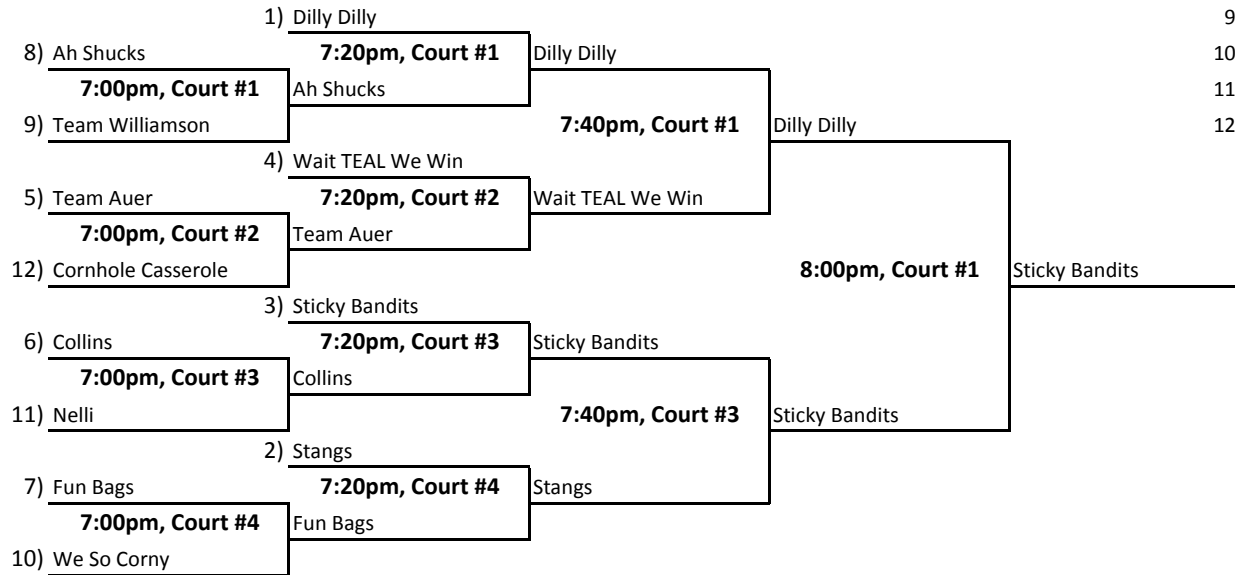 1) Dilly Dilly 9
8) Ah Shucks 7:20pm, Court #1 Dilly Dilly 10
7:00pm, Court #1 Ah Shucks 11
9) Team Williamson 7:40pm, Court #1 Dilly Dilly 12
4) Wait TEAL We Win
5) Team Auer 7:20pm, Court #2 Wait TEAL We Win
7:00pm, Court #2 Team Auer
12) Cornhole Casserole 8:00pm, Court #1 Sticky Bandits
3) Sticky Bandits
6) Collins 7:20pm, Court #3 Sticky Bandits
7:00pm, Court #3 Collins
11) Nelli 7:40pm, Court #3 Sticky Bandits
2) Stangs
7) Fun Bags 7:20pm, Court #4 Stangs
7:00pm, Court #4 Fun Bags
10) We So Corny